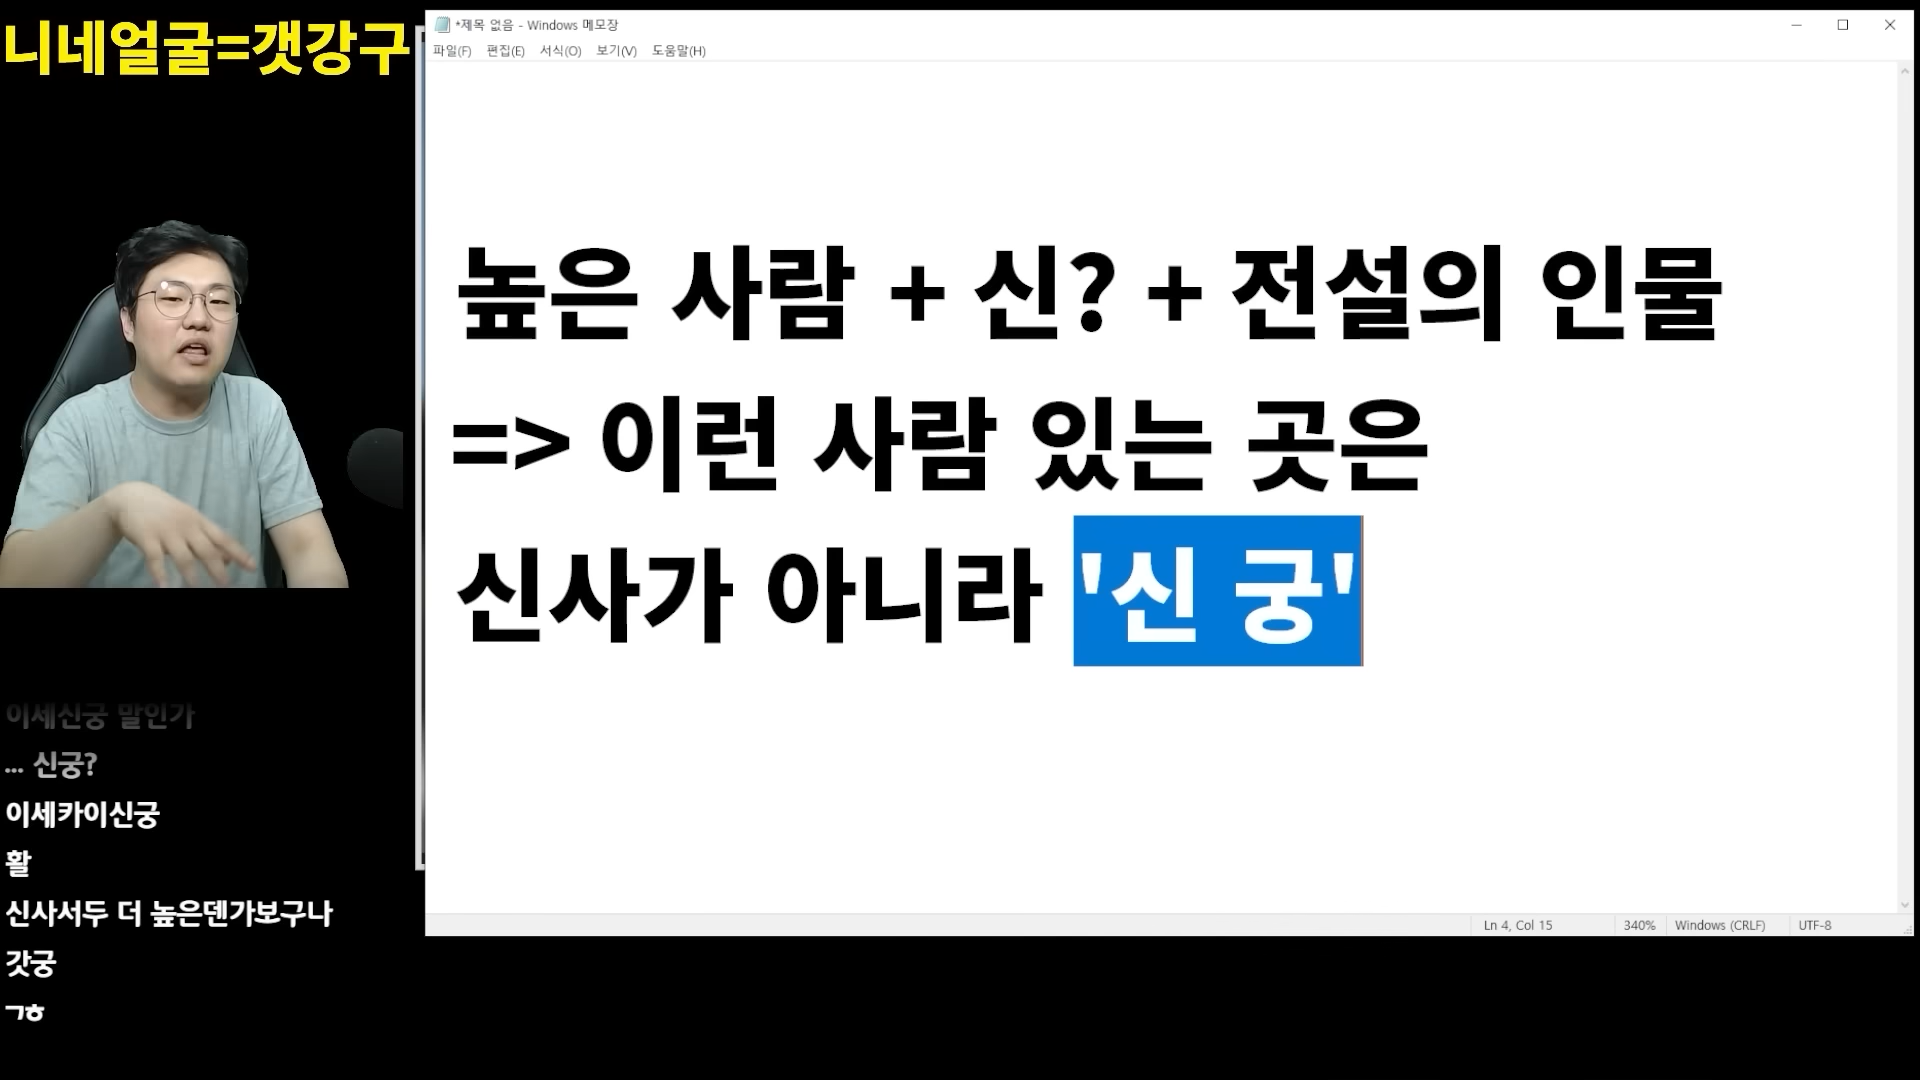 니네얼굴=갯강구
*제목 없음 - Windows 메모장
파일(F) 편집(E) 서식(O) 보기(V) 도움말(H)
높은 사람 + 신? + 전설의 인물
=> 이런 사람 있는 곳은
신사가 아니라 '신 궁'
이세신궁 말인가
... 신궁?
이세카이신궁
활
신사서두 더 높은덴가보구나
갓궁
ㄱㅎ
Ln 4, Col 15 340% Windows (CRLF) UTF-8